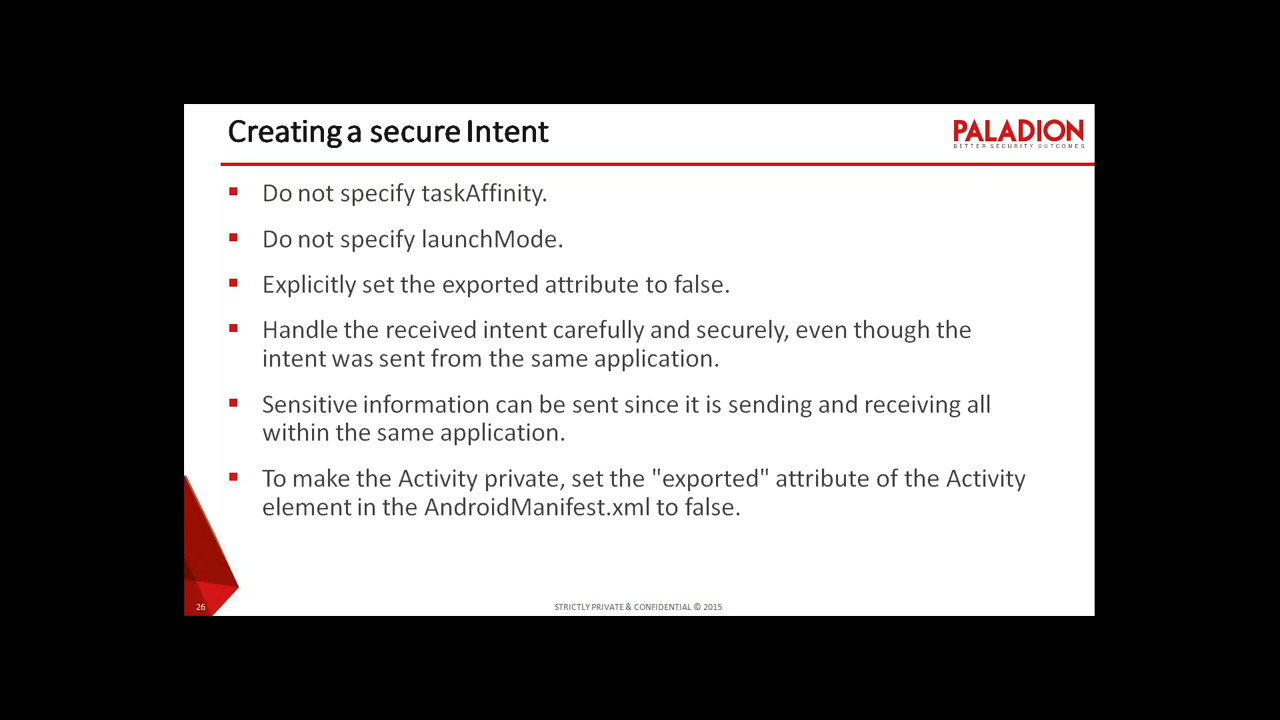 Creating a secure Intent
PALADION
BETTER SECURITY OUTCOMES
Do not specify taskAffinity.
Do not specify launchMode.
Explicitly set the exported attribute to false.
Handle the received intent carefully and securely, even though the
intent was sent from the same application.
Sensitive information can be sent since it is sending and receiving all
within the same application.
To make the Activity private, set the "exported" attribute of the Activity
element in the AndroidManifest.xml to false.
26
STRICTLY PRIVATE & CONFIDENTIAL © 2015